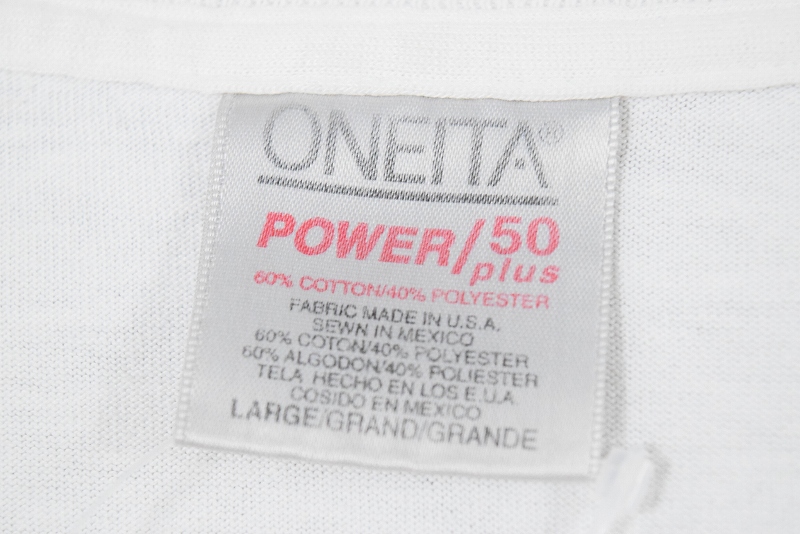 ONEITA®
POWER/50
plus
60% COTTON/40% POLYESTER
FABRIC MADE IN U.S.A.
SEWN IN MEXICO
60% COTON/40% POLYESTER
60% ALGODON/40% POLIESTER
TELA HECHO EN LOS E.U.A.
COSIDO EN MEXICO
LARGE/GRAND/GRANDE